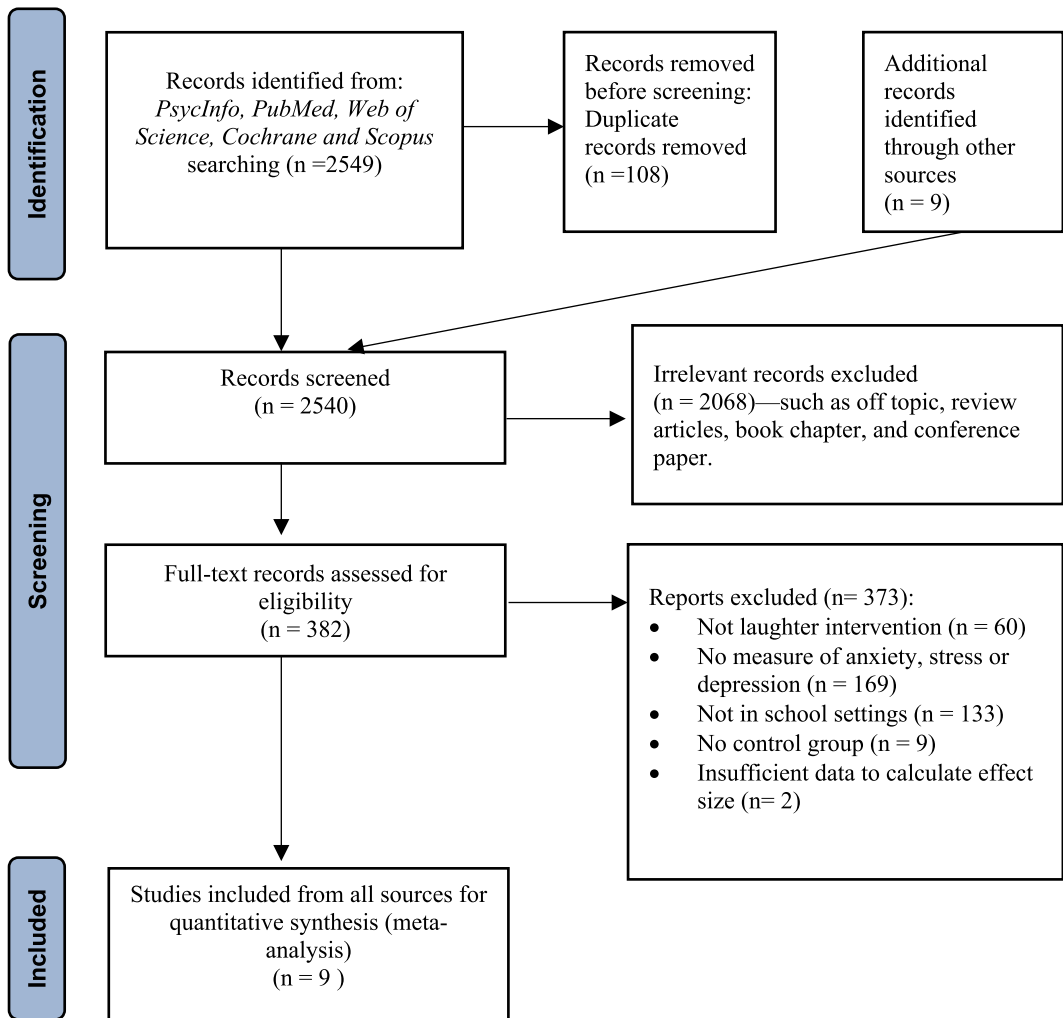 Identification
Records identified from:
PsycInfo, PubMed, Web of
Science, Cochrane and Scopus
searching (n =2549)
Records removed
before screening:
Duplicate
records removed
(n =108)
Additional
records
identified
through other
sources
(n = 9)
Screening
Records screened
(n = 2540)
Irrelevant records excluded
(n = 2068)—such as off topic, review
articles, book chapter, and conference
paper.
Full-text records assessed for
eligibility
(n = 382)
Reports excluded (n= 373):
• Not laughter intervention (n = 60)
• No measure of anxiety, stress or
depression (n = 169)
• Not in school settings (n = 133)
• No control group (n = 9)
• Insufficient data to calculate effect
size (n= 2)
Included
Studies included from all sources for
quantitative synthesis (meta-
analysis)
(n = 9 )